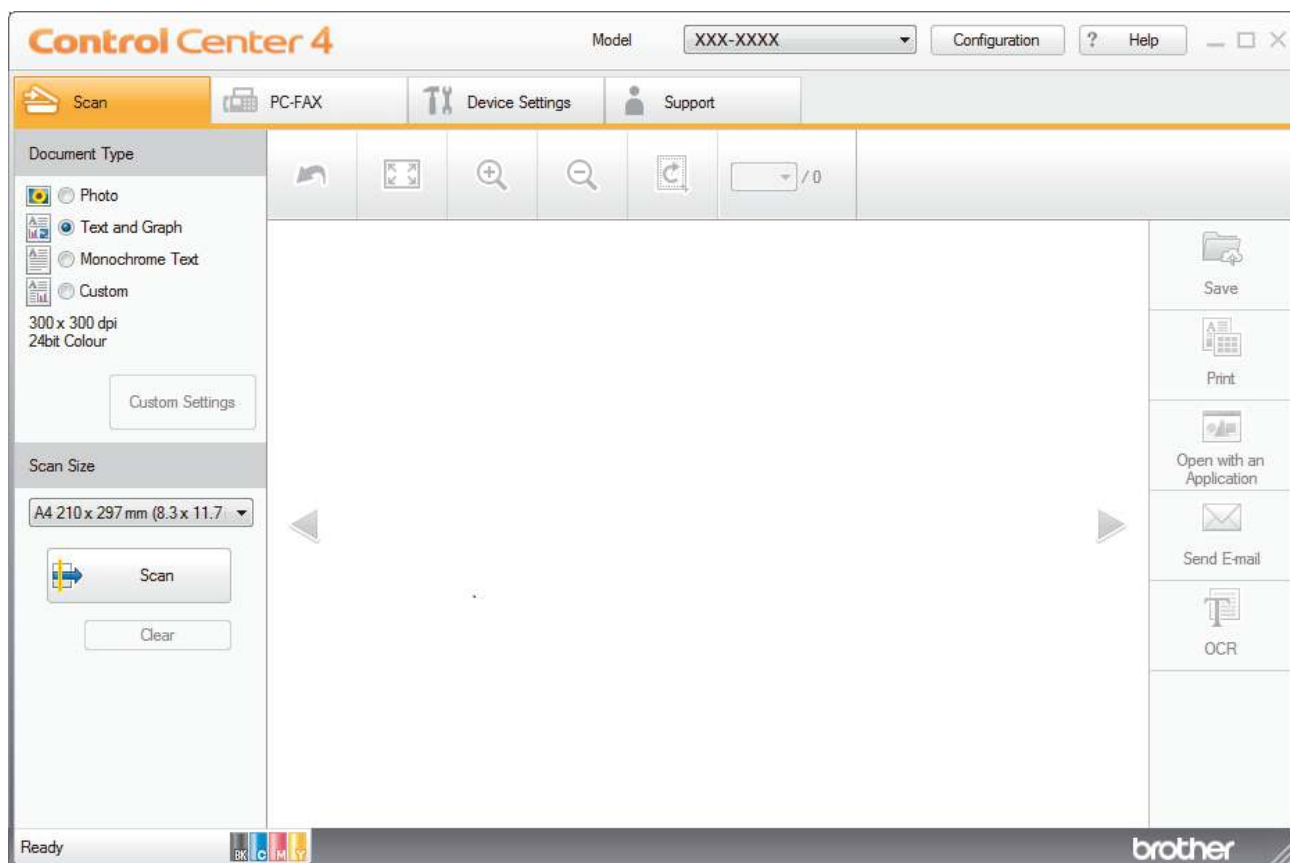 Control Center 4
Model XXX-XXXX Configuration ? Help
Scan PC-FAX Device Settings Support
Document Type
Photo
Text and Graph
Monochrome Text
Custom
300 x 300 dpi
24bit Colour
Custom Settings
Scan Size
A4 210 x 297 mm (8.3 x 11.7
Scan
Clear
/ 0
Save
Print
Open with an
Application
Send E-mail
OCR
Ready BK C M Y brother